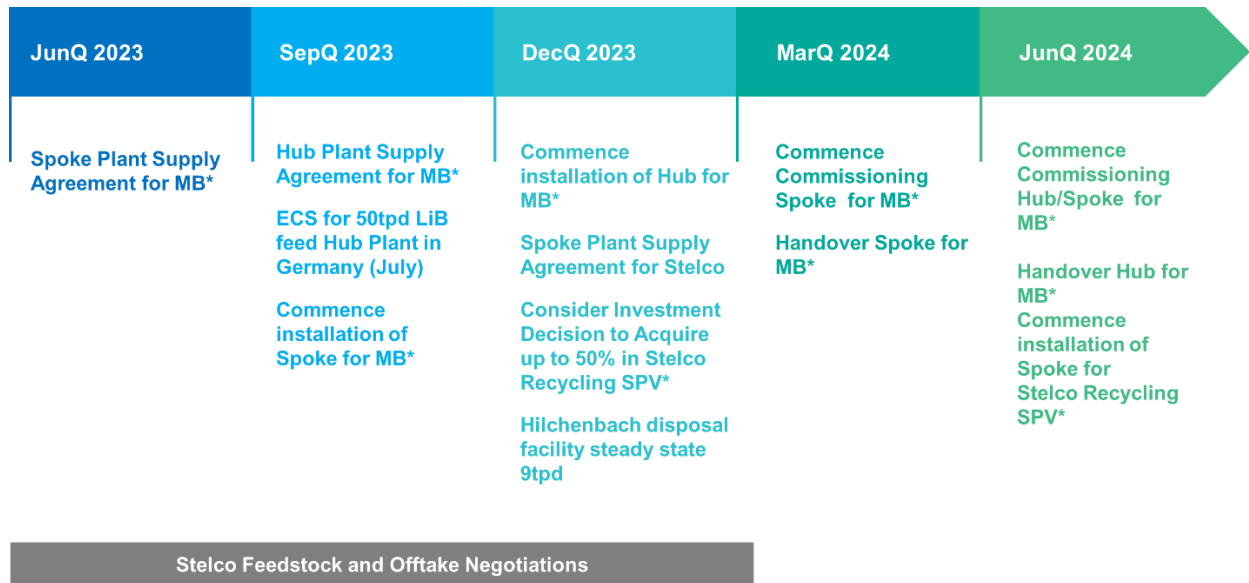 JunQ 2023
SepQ 2023
DecQ 2023
MarQ 2024
JunQ 2024
Spoke Plant Supply
Agreement for MB*
Hub Plant Supply
Agreement for MB*
ECS for 50tpd LiB
feed Hub Plant in
Germany (July)
Commence
installation of
Spoke for MB*
Commence
installation of Hub for
MB*
Spoke Plant Supply
Agreement for Stelco
Consider Investment
Decision to Acquire
up to 50% in Stelco
Recycling SPV*
Hilchenbach disposal
facility steady state
9tpd
Commence
Commissioning
Spoke for MB*
Handover Spoke for
MB*
Commence
Commissioning
Hub/Spoke for
MB*
Handover Hub for
MB*
Commence
installation of
Spoke for
Stelco Recycling
SPV*
Stelco Feedstock and Offtake Negotiations